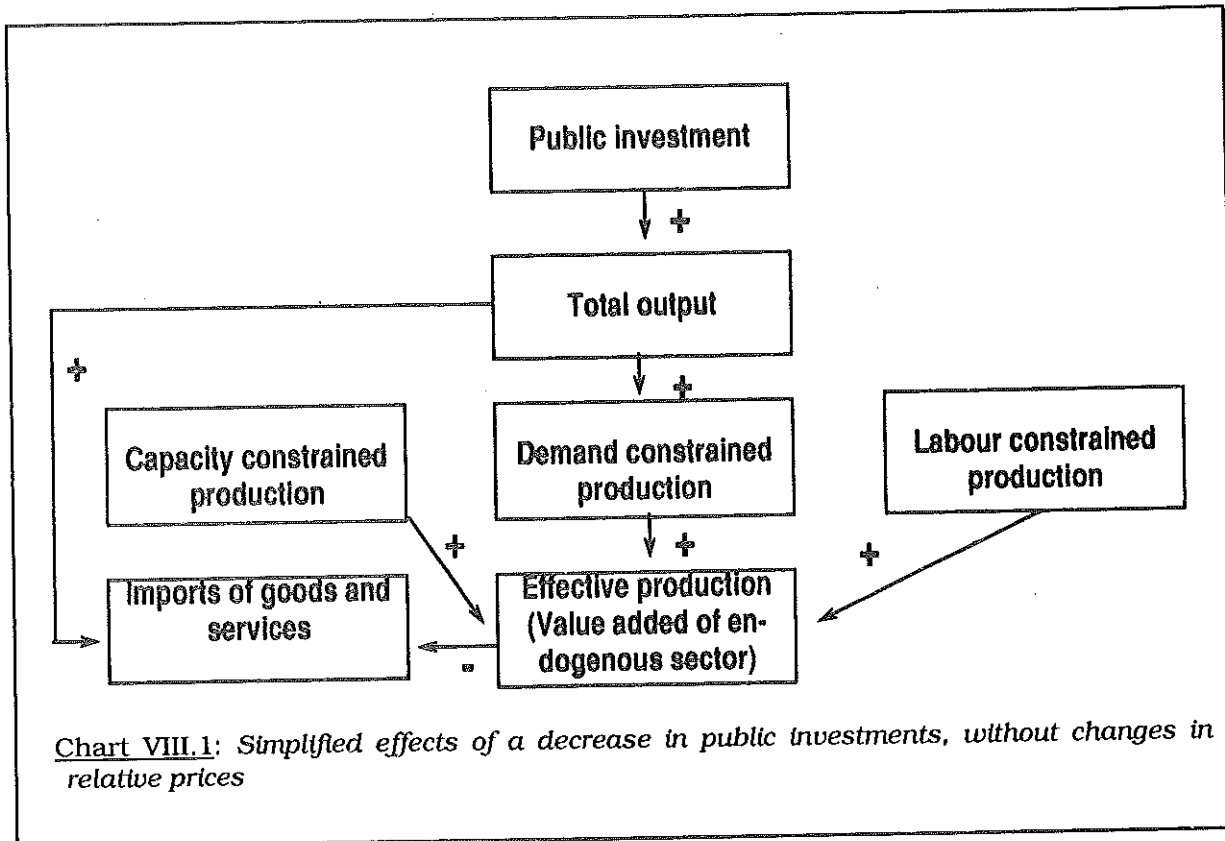 Public investment
+
Total output
+
+
Capacity constrained
production
Demand constrained
production
Labour constrained
production
+
+
+
Imports of goods and
services
Effective production
(Value added of en-
dogenous sector)
-
Chart VIII.1: Simplified effects of a decrease in public investments, without changes in
relative prices